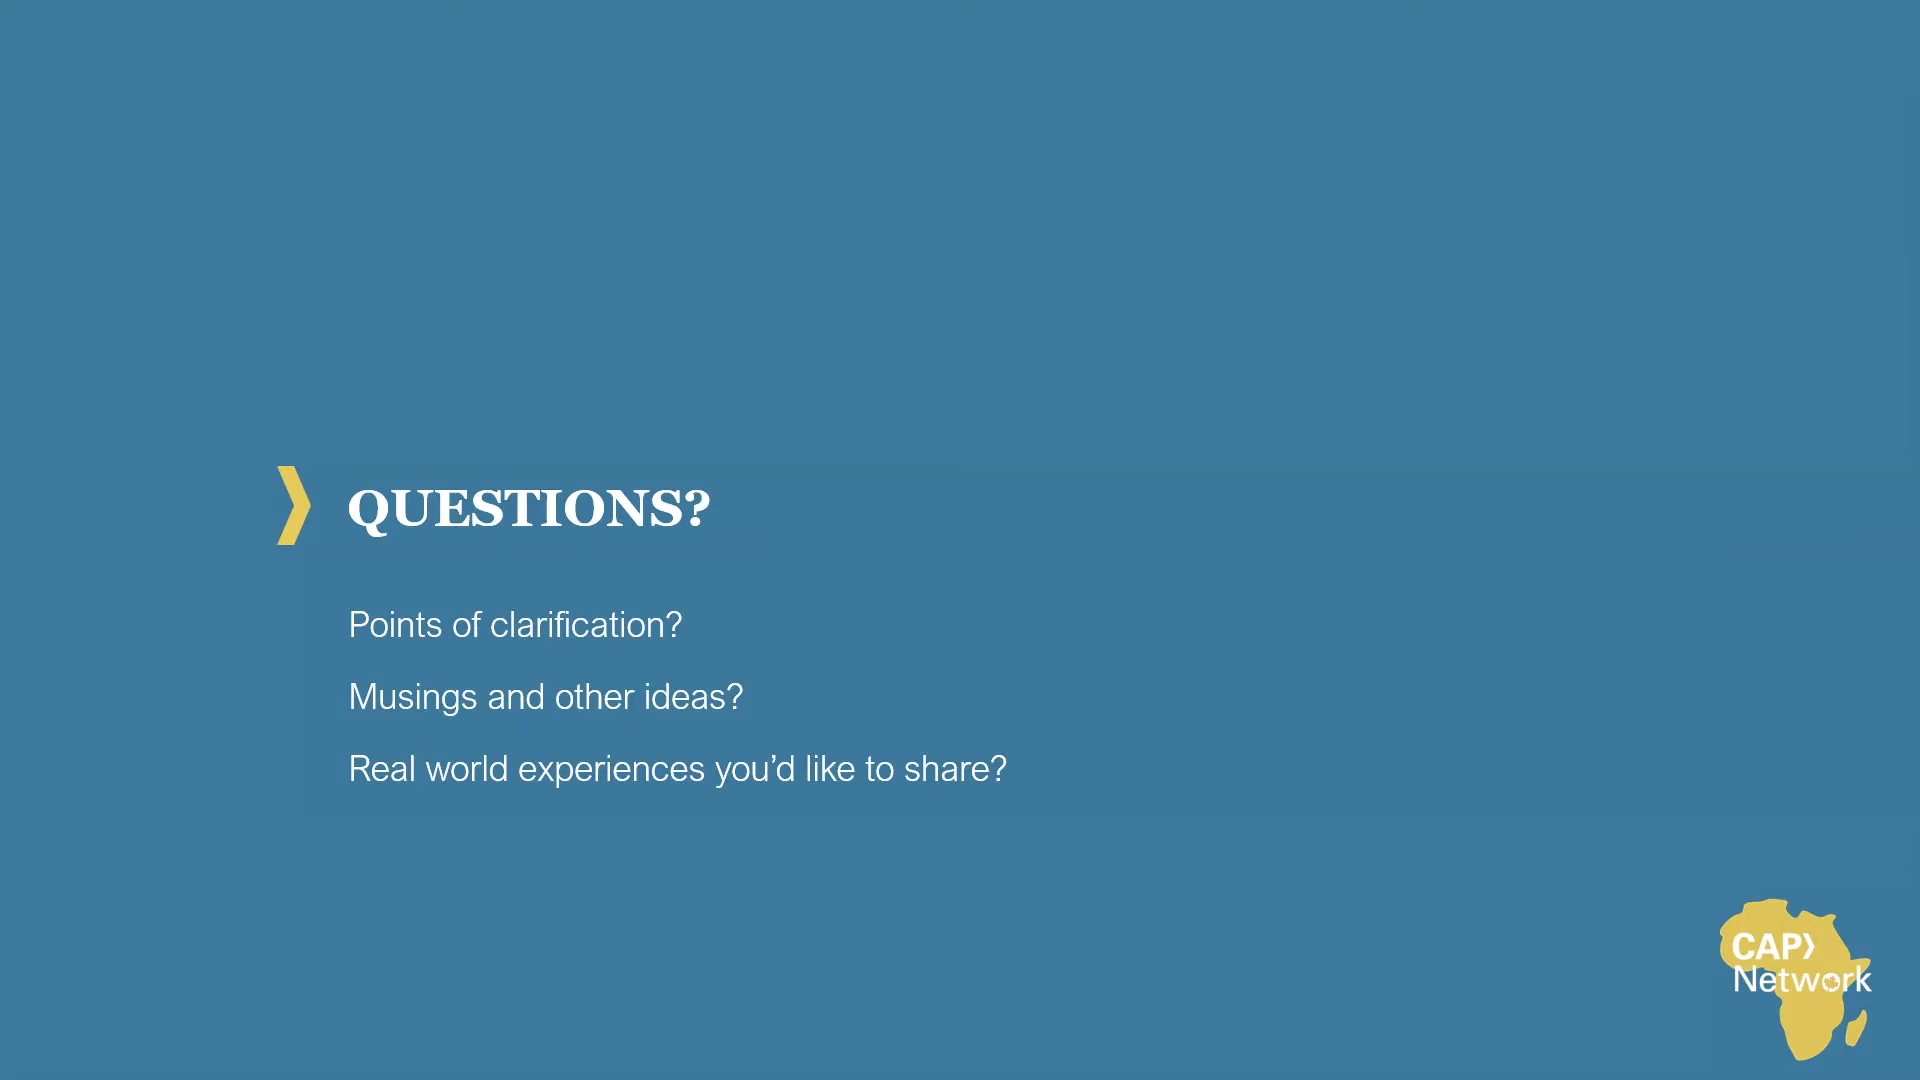 QUESTIONS?
Points of clarification?
Musings and other ideas?
Real world experiences you’d like to share?
CAP
Network